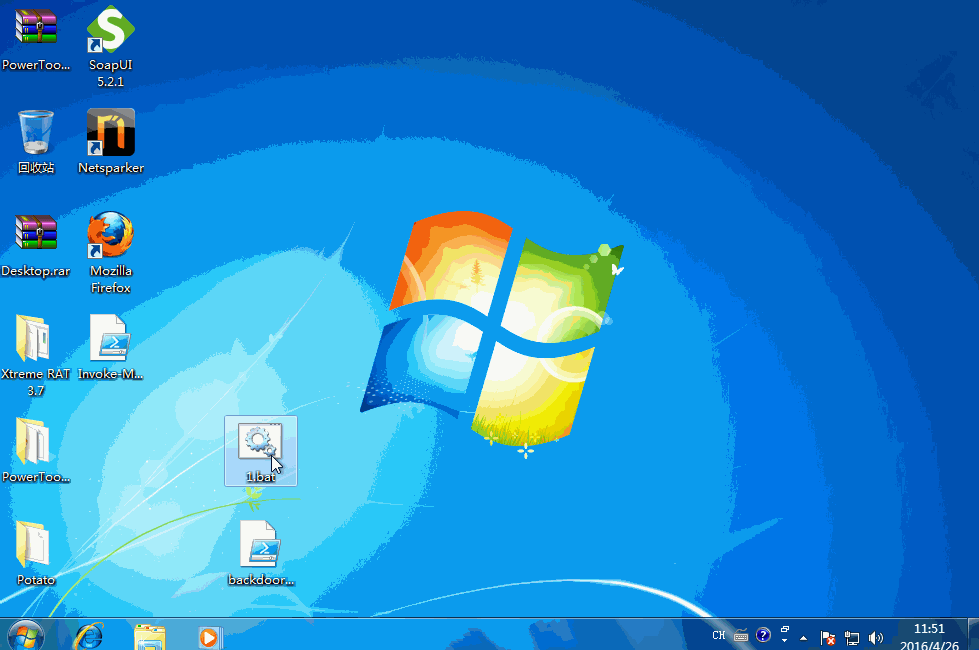 PowerToo...
SoapUI
5.2.1
回收站
Netsparker
Desktop.rar
Mozilla
Firefox
Xtreme RAT
3.7
Invoke-M...
PowerToo...
1.bat
Potato
backdoor...
CH
11:51
2016/4/26